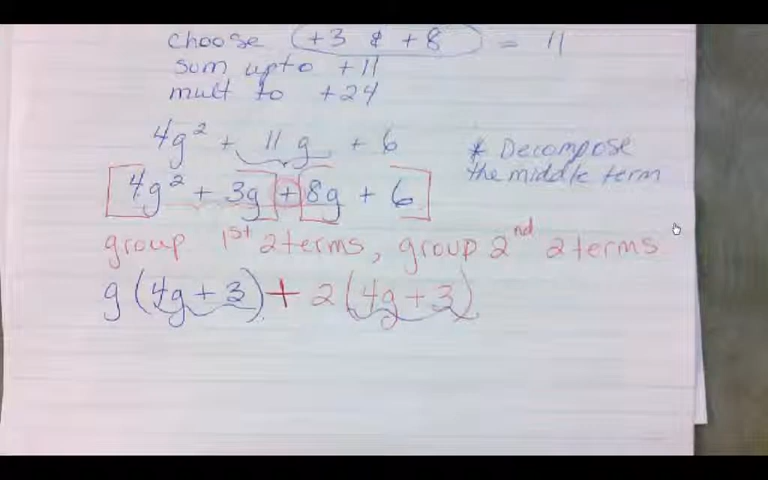 choose +3 & +8 = 11
sum up to +11
mult to +24
4g² + 11g + 6
* Decompose
the middle term
4g² + 3g + 8g + 6
group 1st 2 terms, group 2nd 2 terms
g (4g + 3) + 2 (4g + 3)